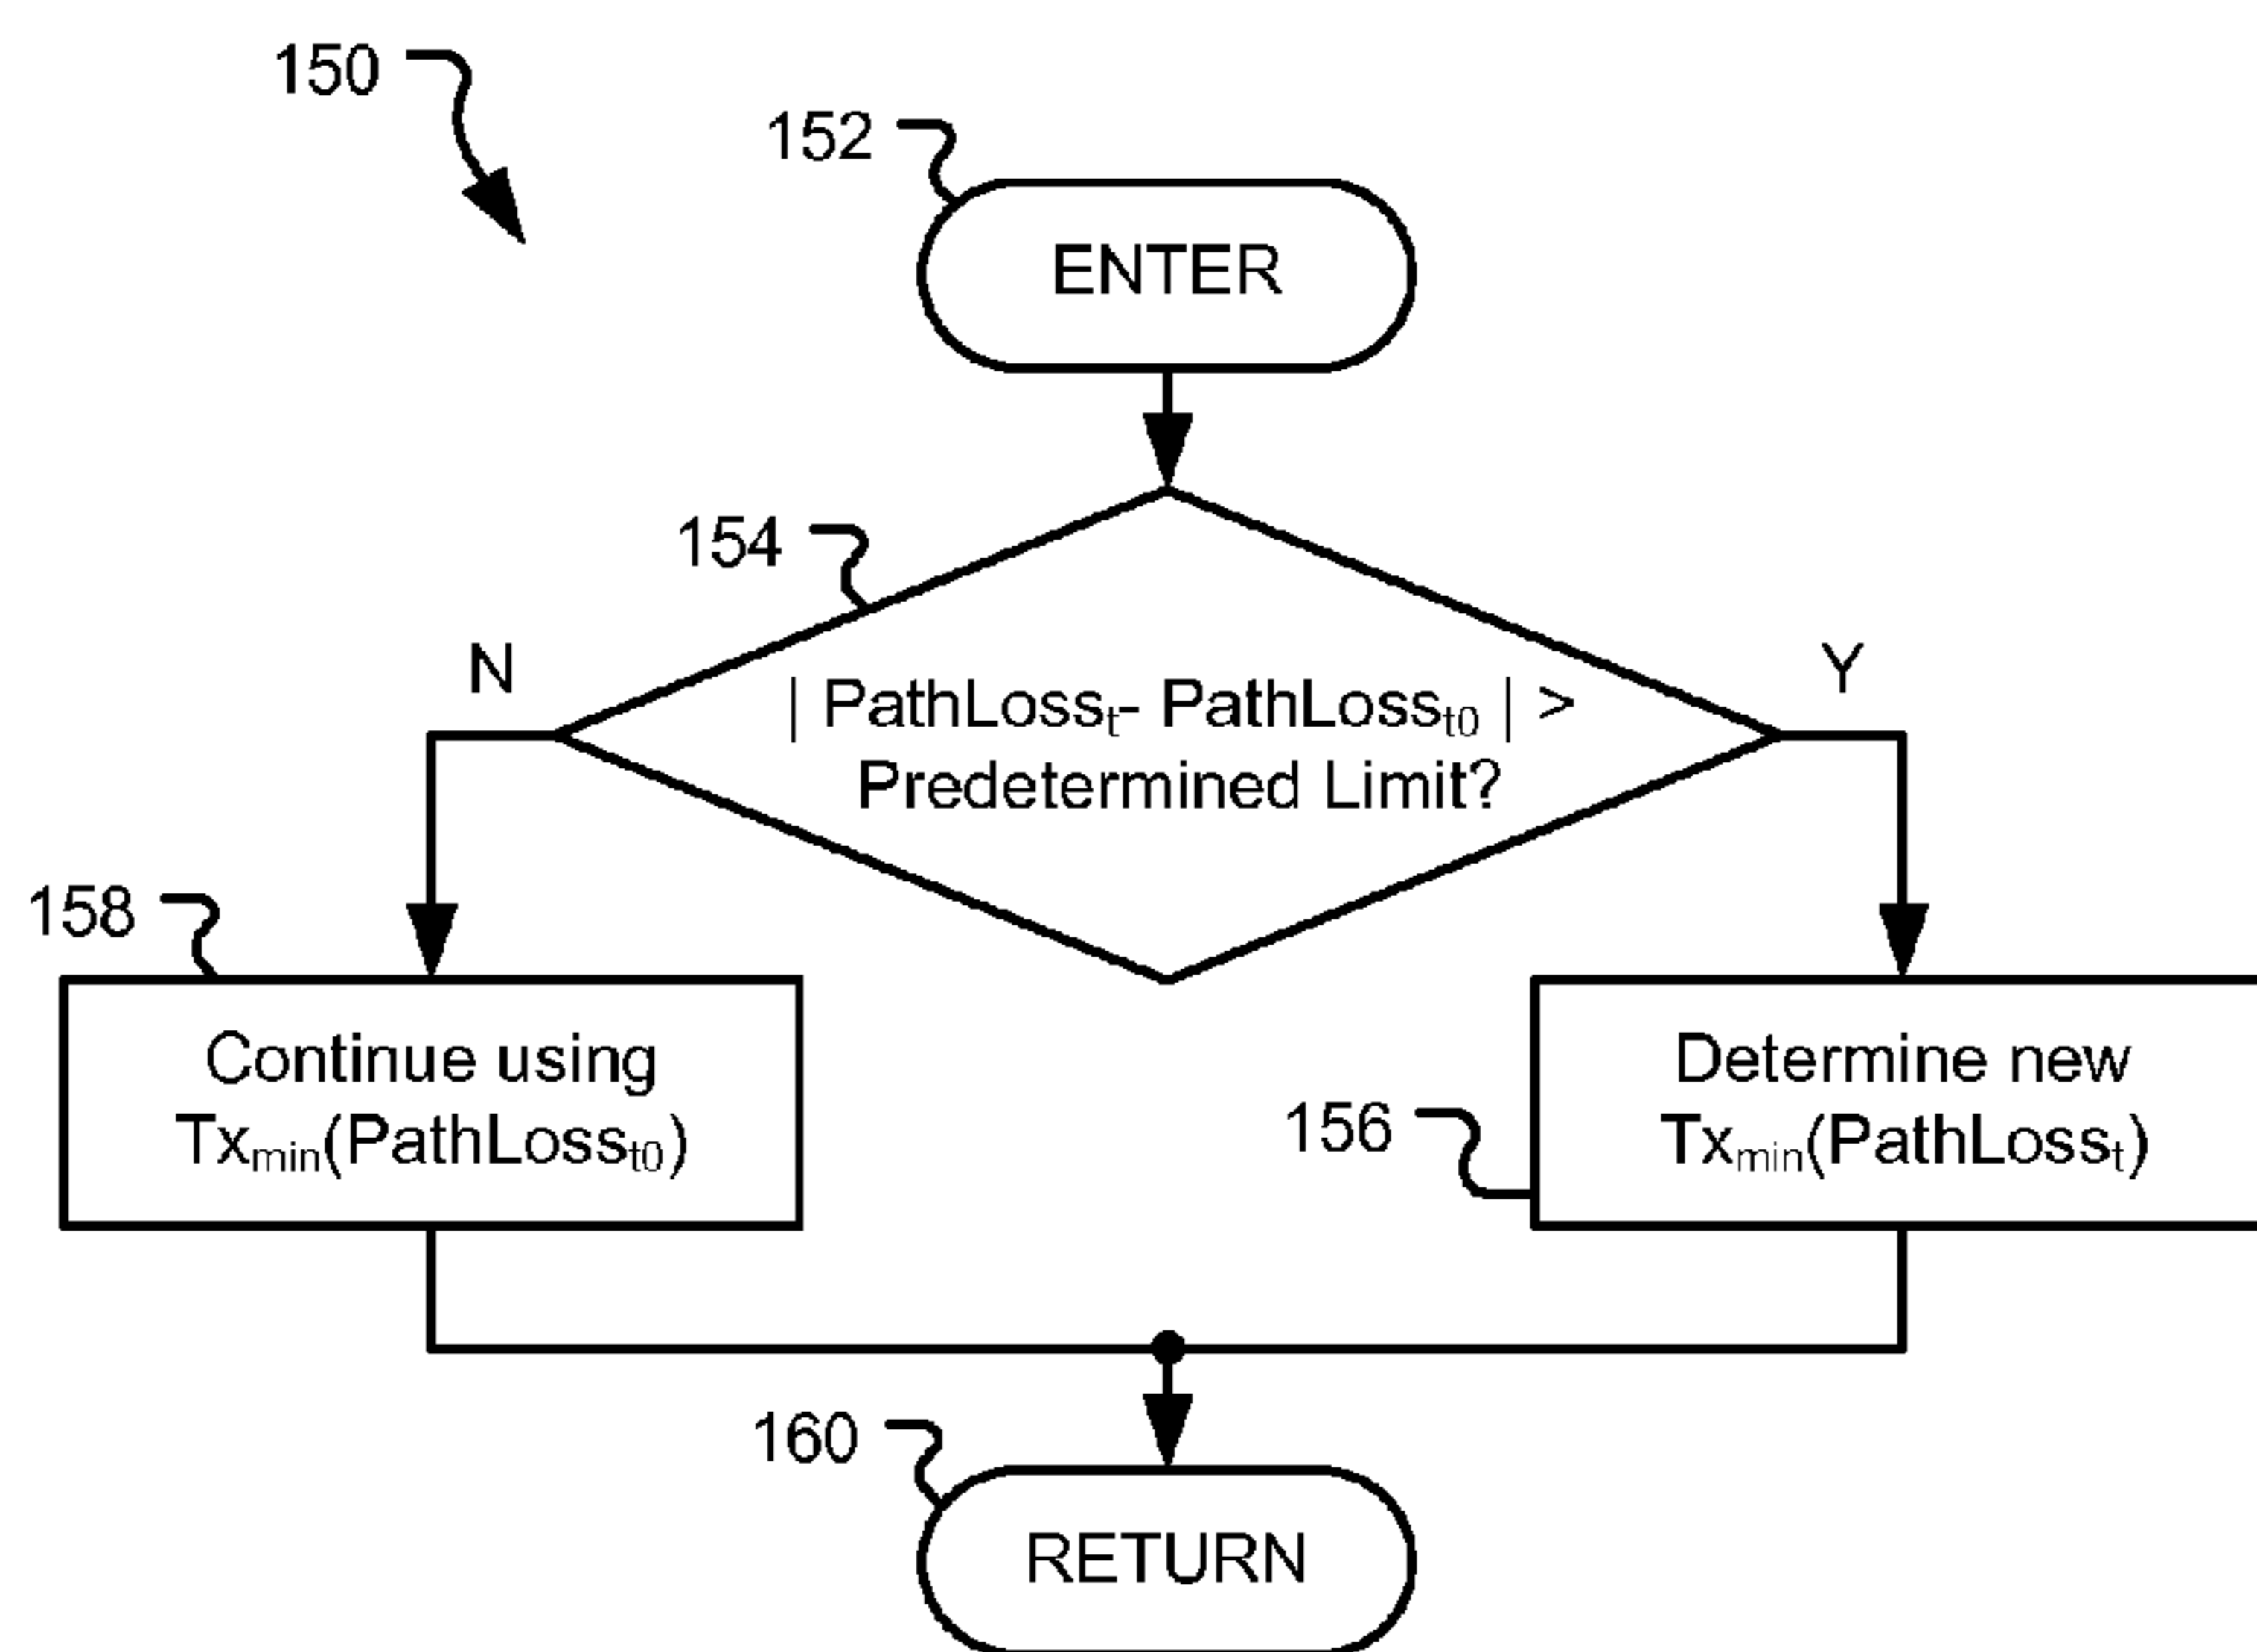 150
152
ENTER
154
N
Y
| PathLosst- PathLosst0 | >
Predetermined Limit?
158
Continue using
Txmin(PathLosst0)
156
Determine new
Txmin(PathLosst)
160
RETURN